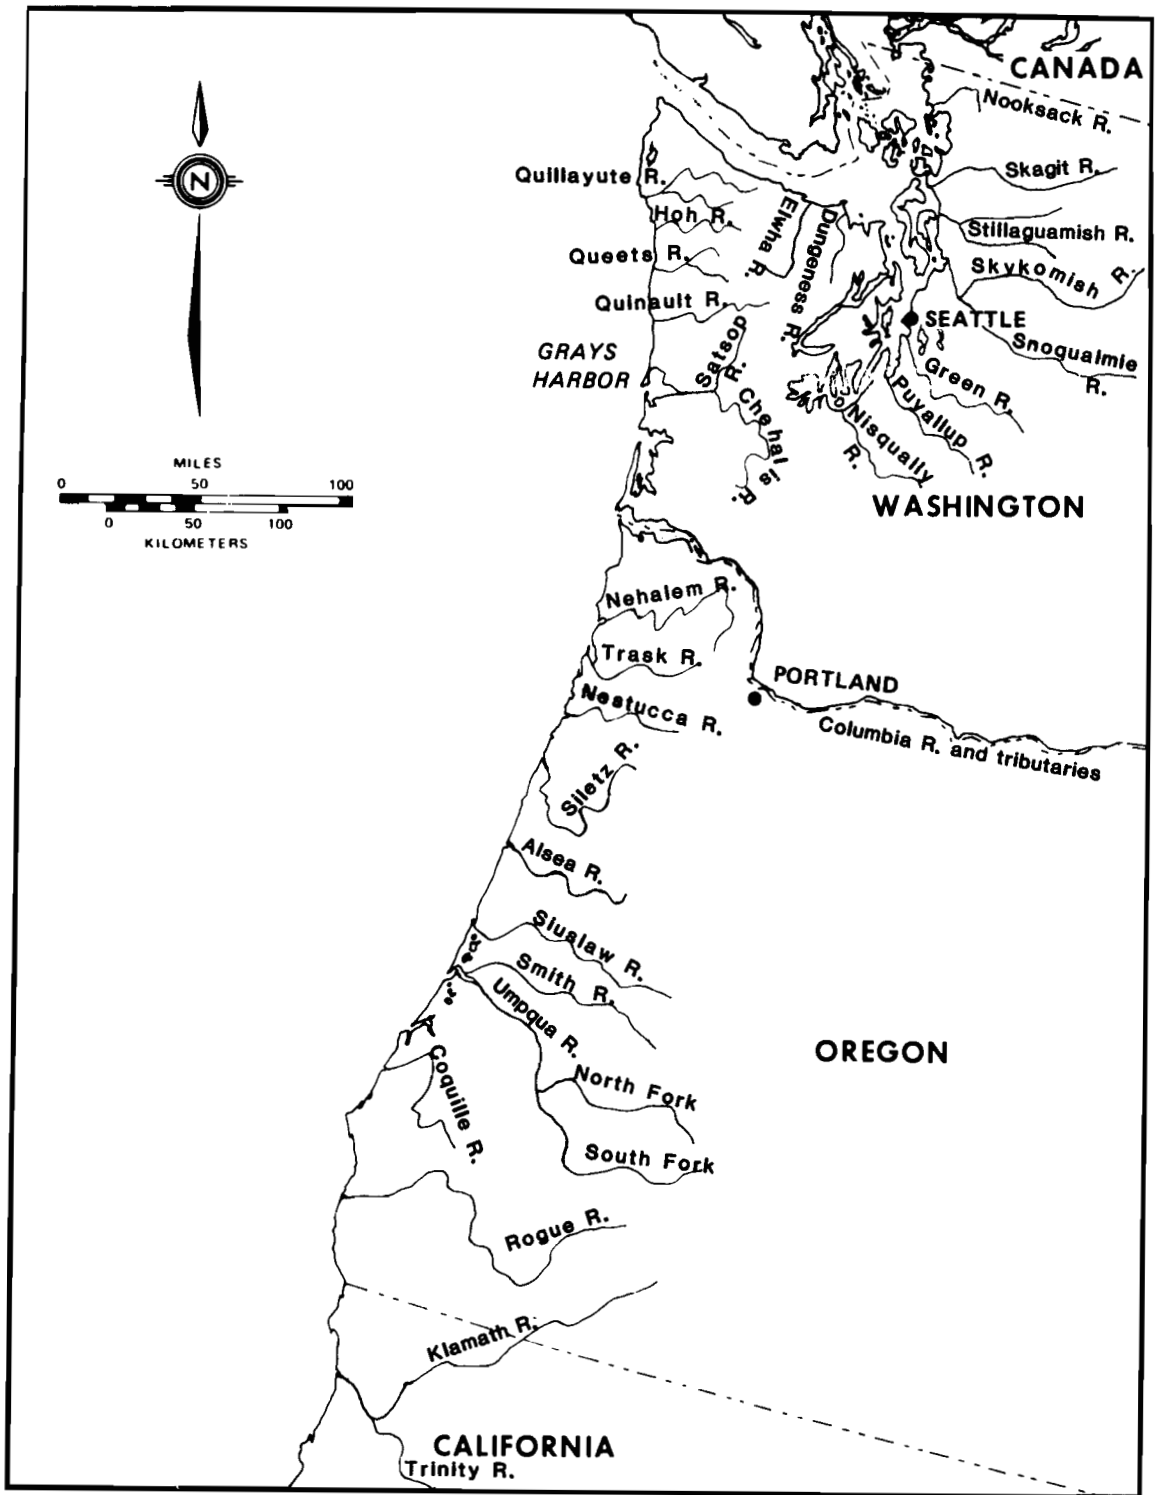 CANADA
Nooksack R.
Quillayute R.
Skagit R.
Hoh R.
Elwha R.
Dungeness R.
Stillaguamish R.
Queets R.
Skykomish R.
Quinault R.
SEATTLE
Snoqualmie R.
GRAYS
HARBOR
Satsop R.
Green R.
Chehalis R.
Puyallup R.
Nisqually R.
WASHINGTON
N
MILES
0 50 100
0 50 100
KILOMETERS
Nehalem R.
Trask R.
PORTLAND
Nestucca R.
Columbia R. and tributaries
Siletz R.
Alsea R.
Siuslaw R.
Smith R.
Umpqua R.
OREGON
North Fork
Coquille R.
South Fork
Rogue R.
Klamath R.
CALIFORNIA
Trinity R.